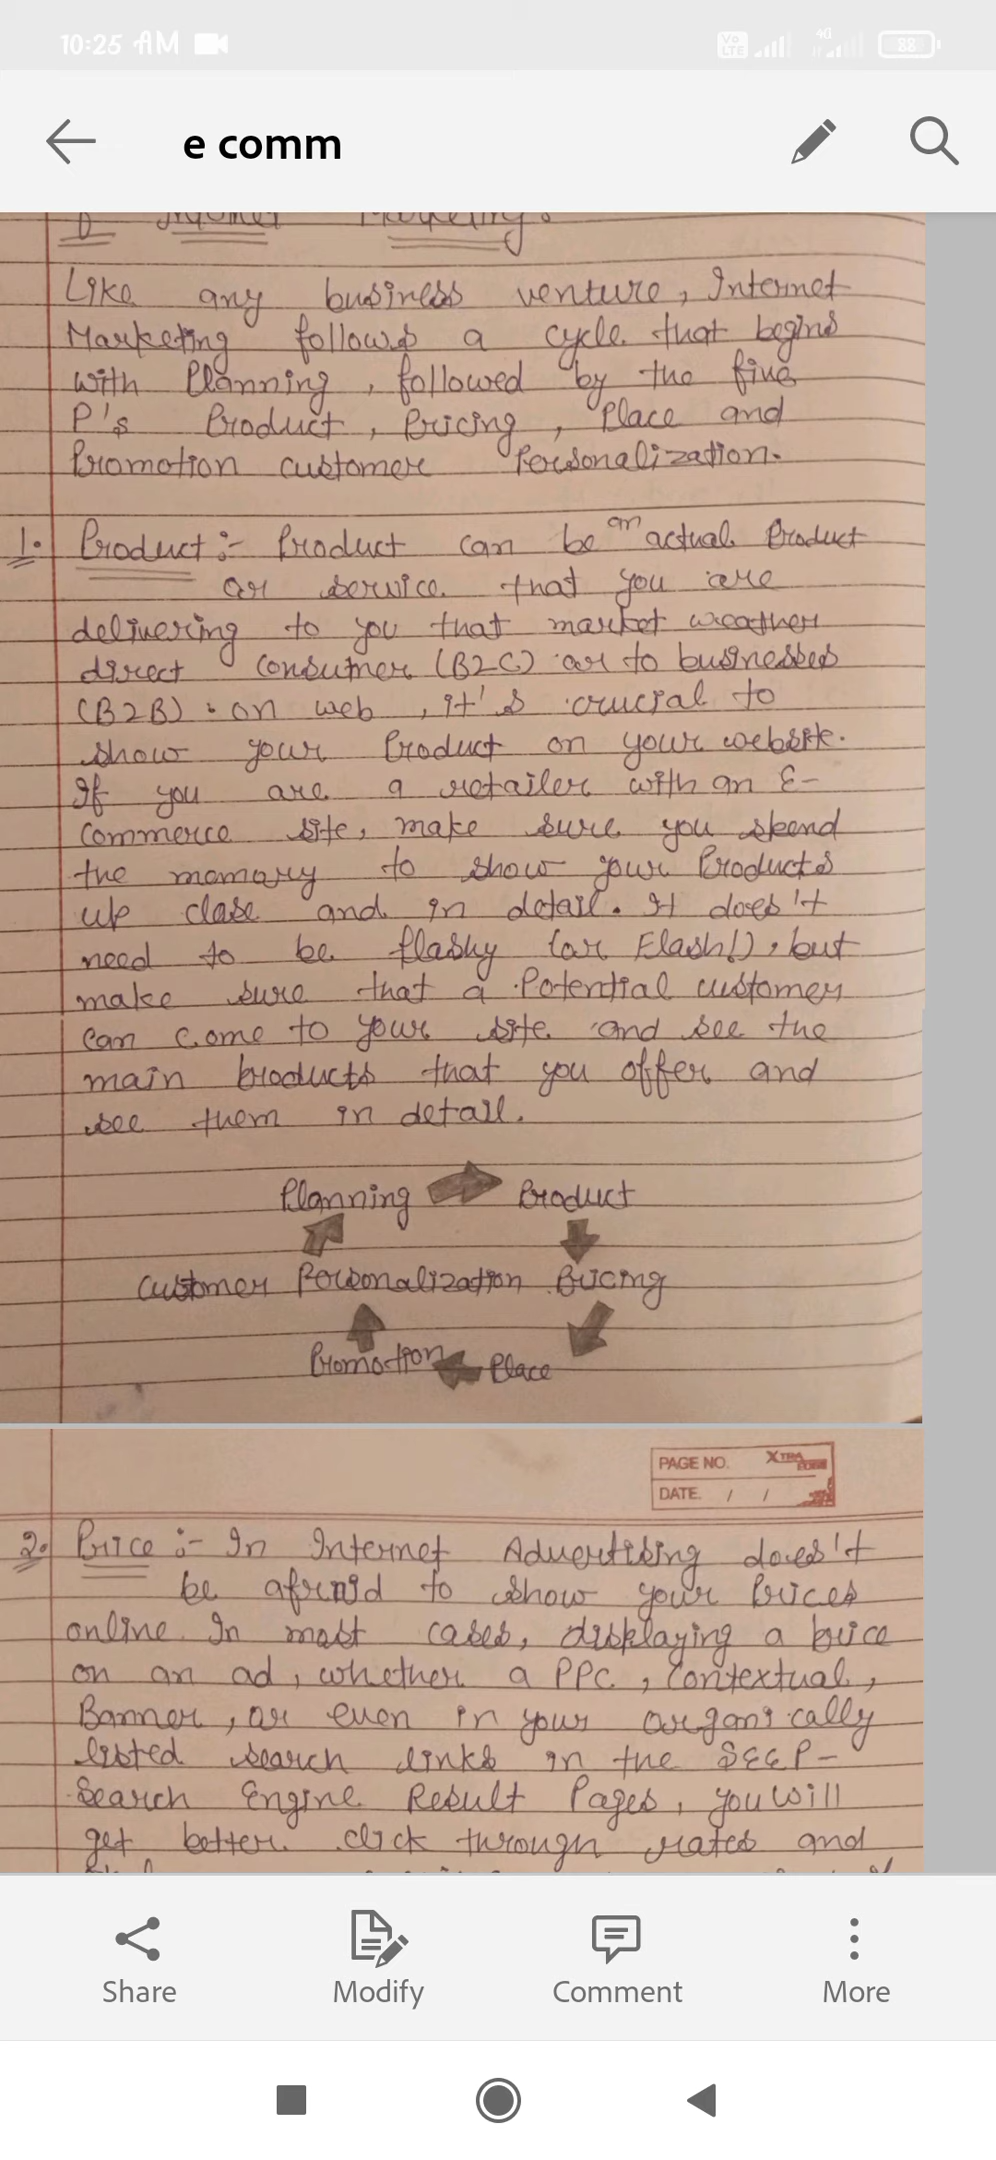 10:25 AM
Vo LTE 4G 88
e comm
Internet Marketing
Like any business venture, Internet
Marketing follows a cycle that begins
with Planning, followed by the five
P's Product, Pricing, Place and
Promotion customer Personalization.
1. Product :- Product can be an actual Product
or service that you are
delivering to you that market weather
direct consumer (B2C) or to businesses
(B2B). on web, it's crucial to
show your Product on your website.
If you are a retailer with an E-
commerce site, make sure you spend
the mamary to show your Products
up close and in detail. It does't
need to be flashy (or Flash!), but
make sure that a Potential customer
can come to your site and see the
main products that you offer and
see them in detail.
Planning Product
Customer Personalization Pricing
Promotion Place
PAGE NO.
DATE / /
2. Price :- In Internet Advertising does't
be afraid to show your Prices
online. In most cases, displaying a price
on an ad, whether a PPC, Contextual,
Banner, or even in your organically
listed search links in the SEEP-
Search Engine Result Pages, you will
get better click through rates and
Share Modify Comment More